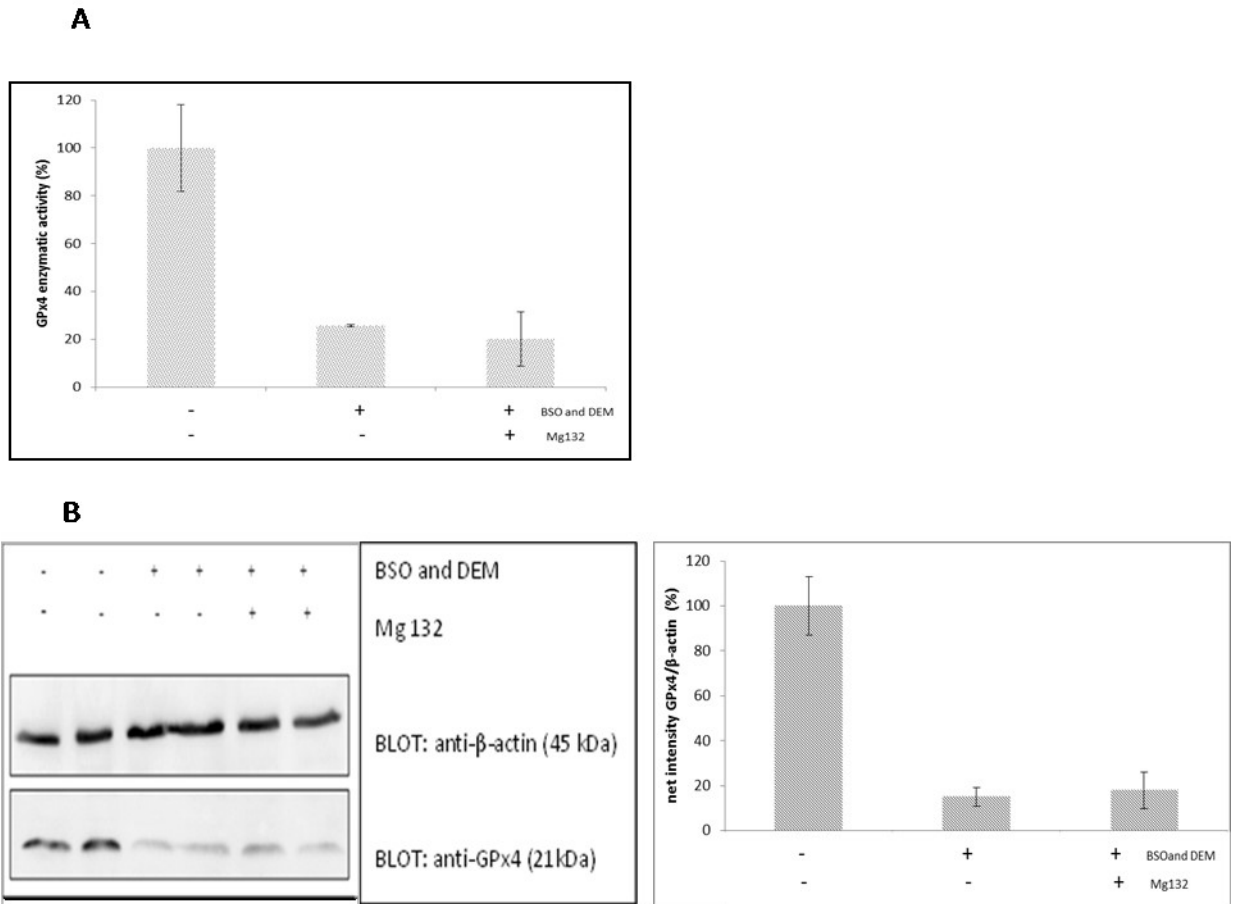 A
GPx4 enzymatic activity (%)
120
100
80
60
40
20
0
- + + BSO and DEM
- - + Mg132
B
- - + + + + BSO and DEM
- - - - + + Mg 132
BLOT: anti-β-actin (45 kDa)
BLOT: anti-GPx4 (21kDa)
net intensity GPx4/β-actin (%)
120
100
80
60
40
20
0
- + + BSOand DEM
- - + Mg132